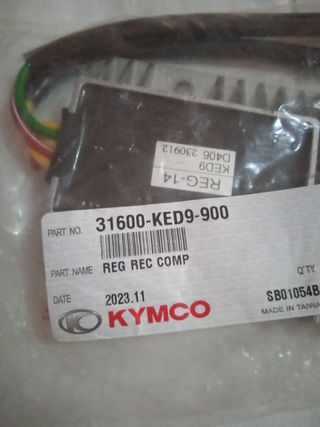 REG-14
KED9
D406 230912
PART NO. 31600-KED9-900
PART NAME REG REC COMP
Q'TY
DATE 2023.11 SB01054B
KYMCO MADE IN TAIWAN